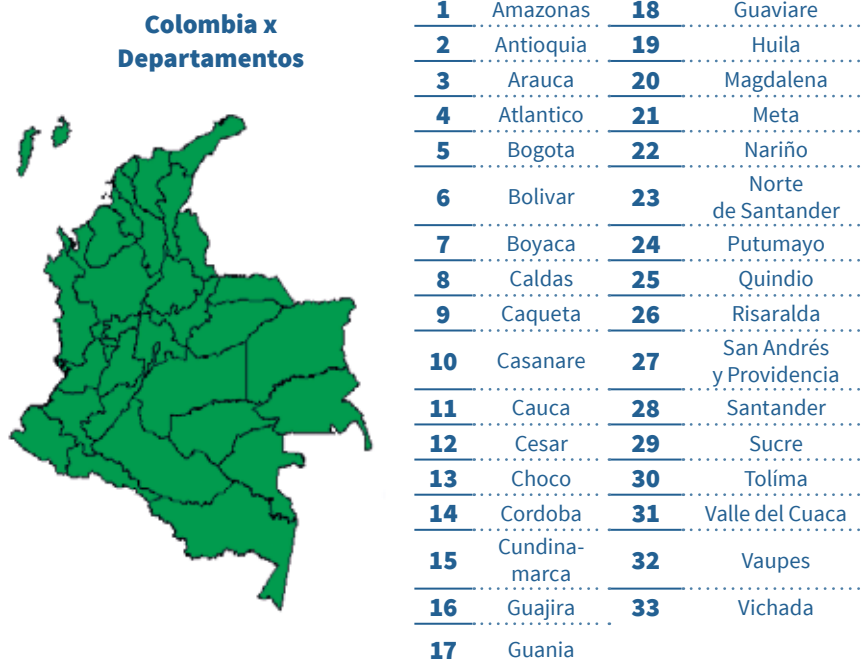 Colombia x
Departamentos
1 Amazonas 18 Guaviare
2 Antioquia 19 Huila
3 Arauca 20 Magdalena
4 Atlantico 21 Meta
5 Bogota 22 Nariño
6 Bolivar 23 Norte
de Santander
7 Boyaca 24 Putumayo
8 Caldas 25 Quindio
9 Caqueta 26 Risaralda
10 Casanare 27 San Andrés
y Providencia
11 Cauca 28 Santander
12 Cesar 29 Sucre
13 Choco 30 Tolíma
14 Cordoba 31 Valle del Cuaca
15 Cundina-
marca 32 Vaupes
16 Guajira 33 Vichada
17 Guania